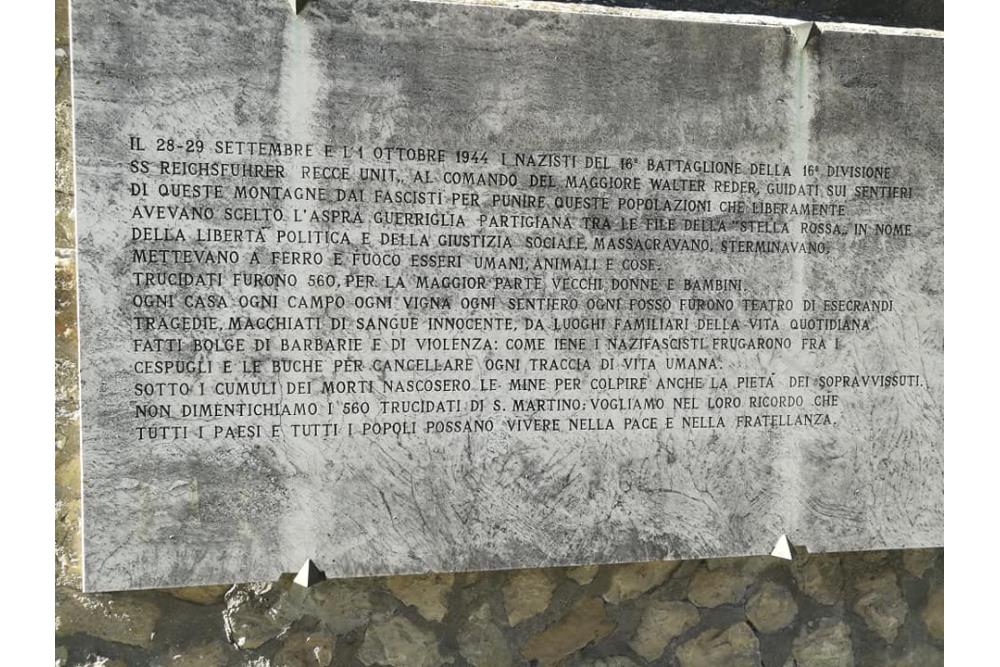 IL 28-29 SETTEMBRE E L'1 OTTOBRE 1944 I NAZISTI DEL 16° BATTAGLIONE DELLA 16ª DIVISIONE
SS REICHSFUHRER RECCE UNIT„ AL COMANDO DEL MAGGIORE WALTER REDER, GUIDATI SUI SENTIERI
DI QUESTE MONTAGNE DAI FASCISTI PER PUNIRE QUESTE POPOLAZIONI CHE LIBERAMENTE
AVEVANO SCELTO L'ASPRA GUERRIGLIA PARTIGIANA TRA LE FILE DELLA "STELLA ROSSA„ IN NOME
DELLA LIBERTA' POLITICA E DELLA GIUSTIZIA SOCIALE, MASSACRAVANO, STERMINAVANO,
METTEVANO A FERRO E FUOCO ESSERI UMANI, ANIMALI E COSE.
TRUCIDATI FURONO 560, PER LA MAGGIOR PARTE VECCHI, DONNE E BAMBINI.
OGNI CASA OGNI CAMPO OGNI VIGNA OGNI SENTIERO OGNI FOSSO FURONO TEATRO DI ESECRANDI
TRAGEDIE, MACCHIATI DI SANGUE INNOCENTE, DA LUOGHI FAMILIARI DELLA VITA QUOTIDIANA
FATTI BOLGE DI BARBARIE E DI VIOLENZA: COME IENE I NAZIFASCISTI FRUGARONO FRA I
CESPUGLI E LE BUCHE PER CANCELLARE OGNI TRACCIA DI VITA UMANA.
SOTTO I CUMULI DEI MORTI NASCOSERO LE MINE PER COLPIRE ANCHE LA PIETA' DEI SOPRAVVISSUTI.
NON DIMENTICHIAMO I 560 TRUCIDATI DI S. MARTINO: VOGLIAMO NEL LORO RICORDO CHE
TUTTI I PAESI E TUTTI I POPOLI POSSANO VIVERE NELLA PACE E NELLA FRATELLANZA.